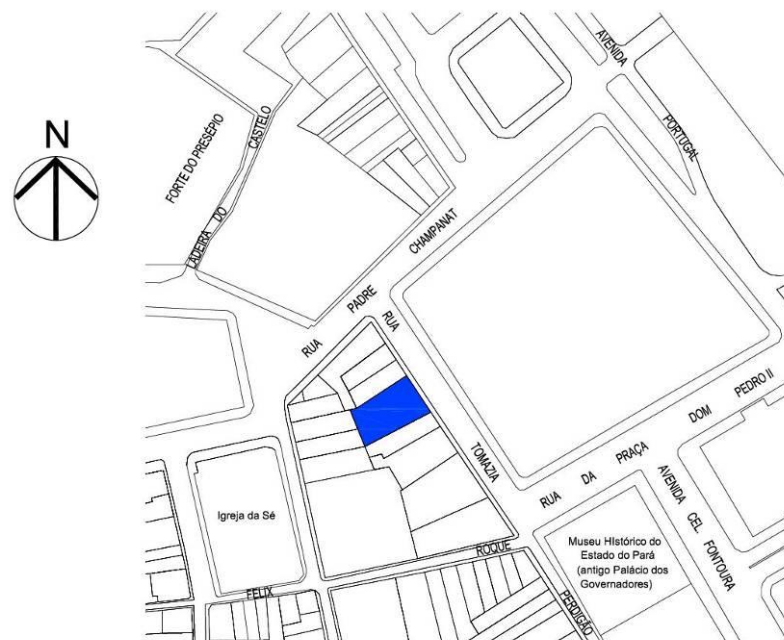 N
AVENIDA
PORTUGAL
FORTE DO PRESÉPIO
LADEIRA DO CASTELO
RUA PADRE CHAMPANAT
RUA TOMAZIA PERDIGÃO
RUA DA PRAÇA DOM PEDRO II
AVENIDA CEL FONTOURA
Igreja da Sé
Museu Histórico do
Estado do Pará
(antigo Palácio dos
Governadores)
FELIX ROQUE